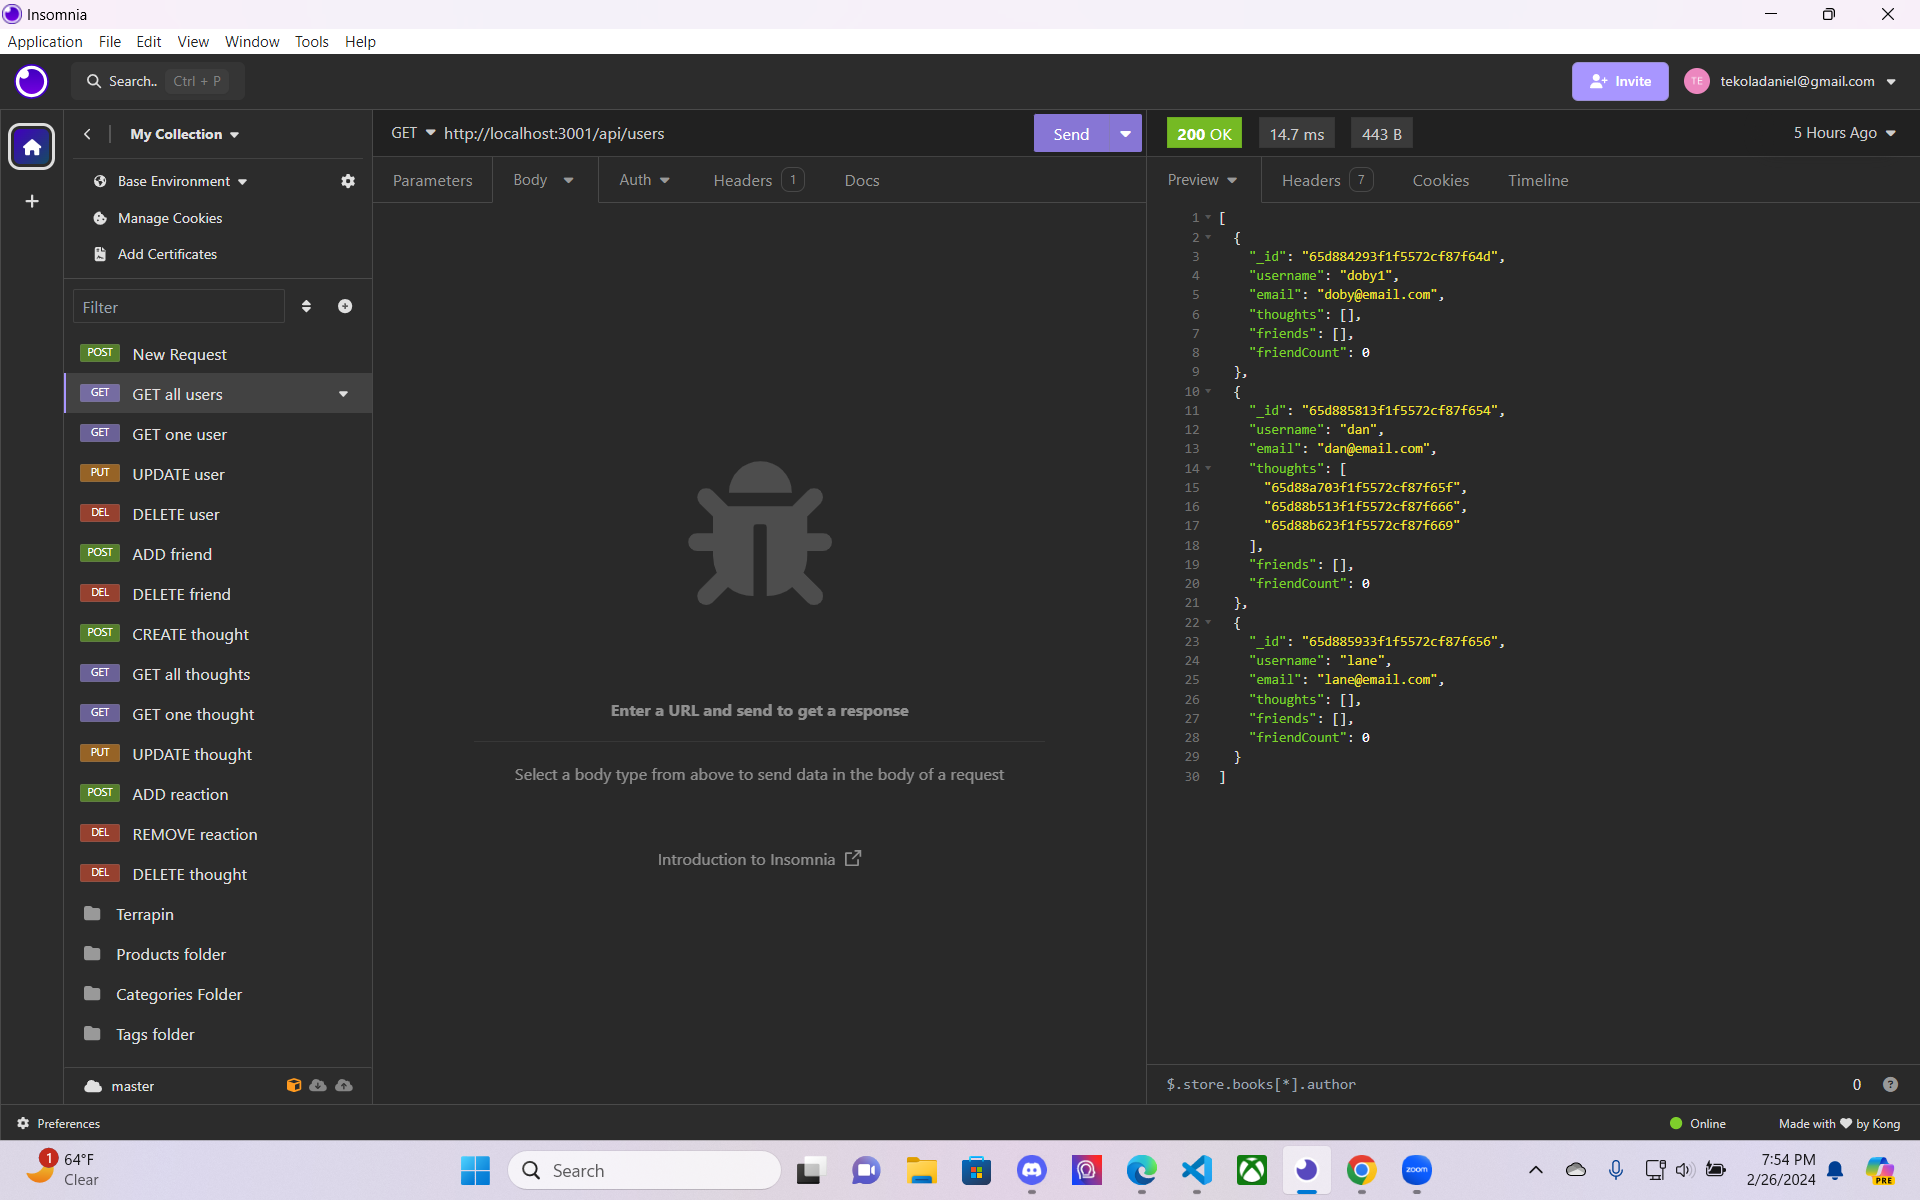 Insomnia
Application File Edit View Window Tools Help
Search.. Ctrl + P
Invite
TE tekoladaniel@gmail.com
My Collection
Base Environment
Manage Cookies
Add Certificates
Filter
POST New Request
GET GET all users
GET GET one user
PUT UPDATE user
DEL DELETE user
POST ADD friend
DEL DELETE friend
POST CREATE thought
GET GET all thoughts
GET GET one thought
PUT UPDATE thought
POST ADD reaction
DEL REMOVE reaction
DEL DELETE thought
Terrapin
Products folder
Categories Folder
Tags folder
master
GET http://localhost:3001/api/users
Send
Parameters Body Auth Headers 1 Docs
Enter a URL and send to get a response
Select a body type from above to send data in the body of a request
Introduction to Insomnia
200 OK 14.7 ms 443 B 5 Hours Ago
Preview Headers 7 Cookies Timeline
1 [
2 {
3 "_id": "65d884293f1f5572cf87f64d",
4 "username": "doby1",
5 "email": "doby@email.com",
6 "thoughts": [],
7 "friends": [],
8 "friendCount": 0
9 },
10 {
11 "_id": "65d885813f1f5572cf87f654",
12 "username": "dan",
13 "email": "dan@email.com",
14 "thoughts": [
15 "65d88a703f1f5572cf87f65f",
16 "65d88b513f1f5572cf87f666",
17 "65d88b623f1f5572cf87f669"
18 ],
19 "friends": [],
20 "friendCount": 0
21 },
22 {
23 "_id": "65d885933f1f5572cf87f656",
24 "username": "lane",
25 "email": "lane@email.com",
26 "thoughts": [],
27 "friends": [],
28 "friendCount": 0
29 }
30 ]
$.store.books[*].author 0 ?
Preferences
Online Made with ❤ by Kong
1 64°F
Clear
Search
zoom
7:54 PM
2/26/2024
PRE